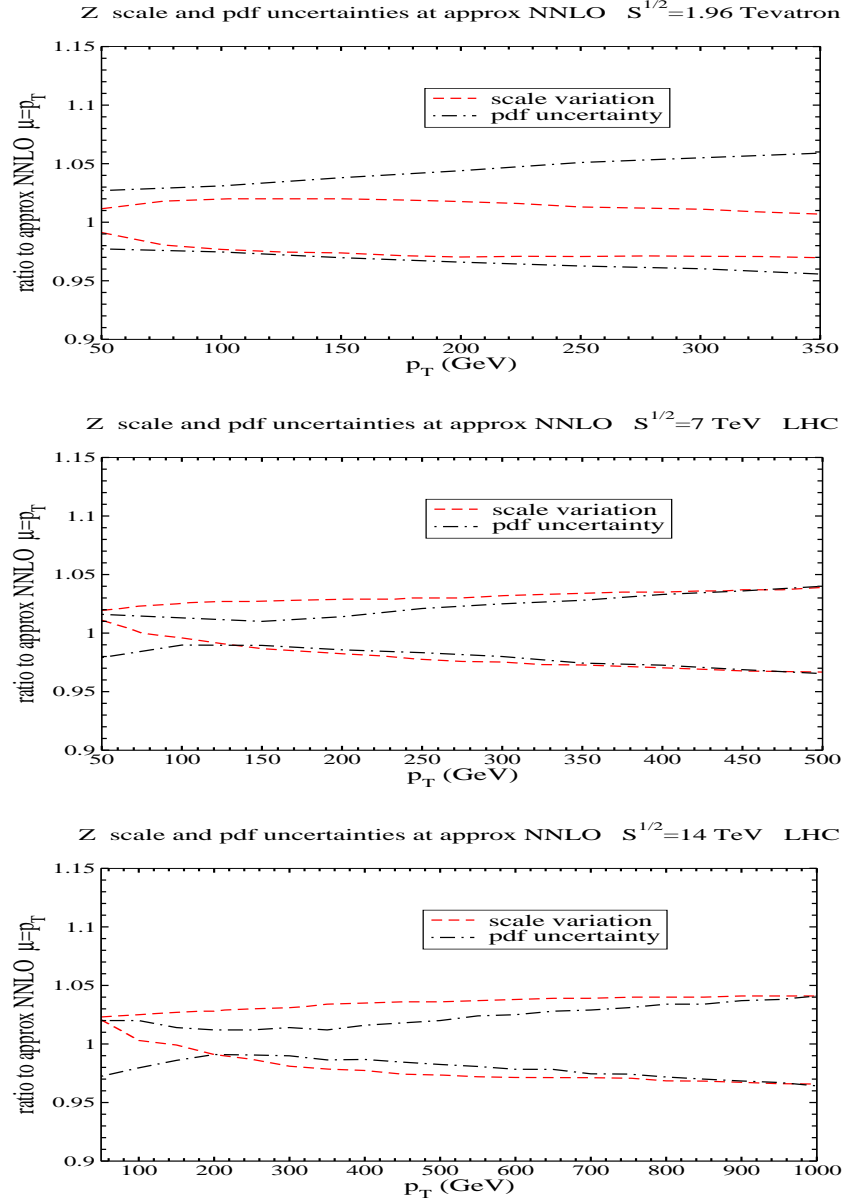 Z scale and pdf uncertainties at approx NNLO S^1/2=1.96 Tevatron
1.15
1.1
1.05
1
0.95
0.9
ratio to approx NNLO μ=p_T
scale variation
pdf uncertainty
50 100 150 200 250 300 350
p_T (GeV)
Z scale and pdf uncertainties at approx NNLO S^1/2=7 TeV LHC
1.15
1.1
1.05
1
0.95
0.9
ratio to approx NNLO μ=p_T
scale variation
pdf uncertainty
50 100 150 200 250 300 350 400 450 500
p_T (GeV)
Z scale and pdf uncertainties at approx NNLO S^1/2=14 TeV LHC
1.15
1.1
1.05
1
0.95
0.9
ratio to approx NNLO μ=p_T
scale variation
pdf uncertainty
100 200 300 400 500 600 700 800 900 1000
p_T (GeV)